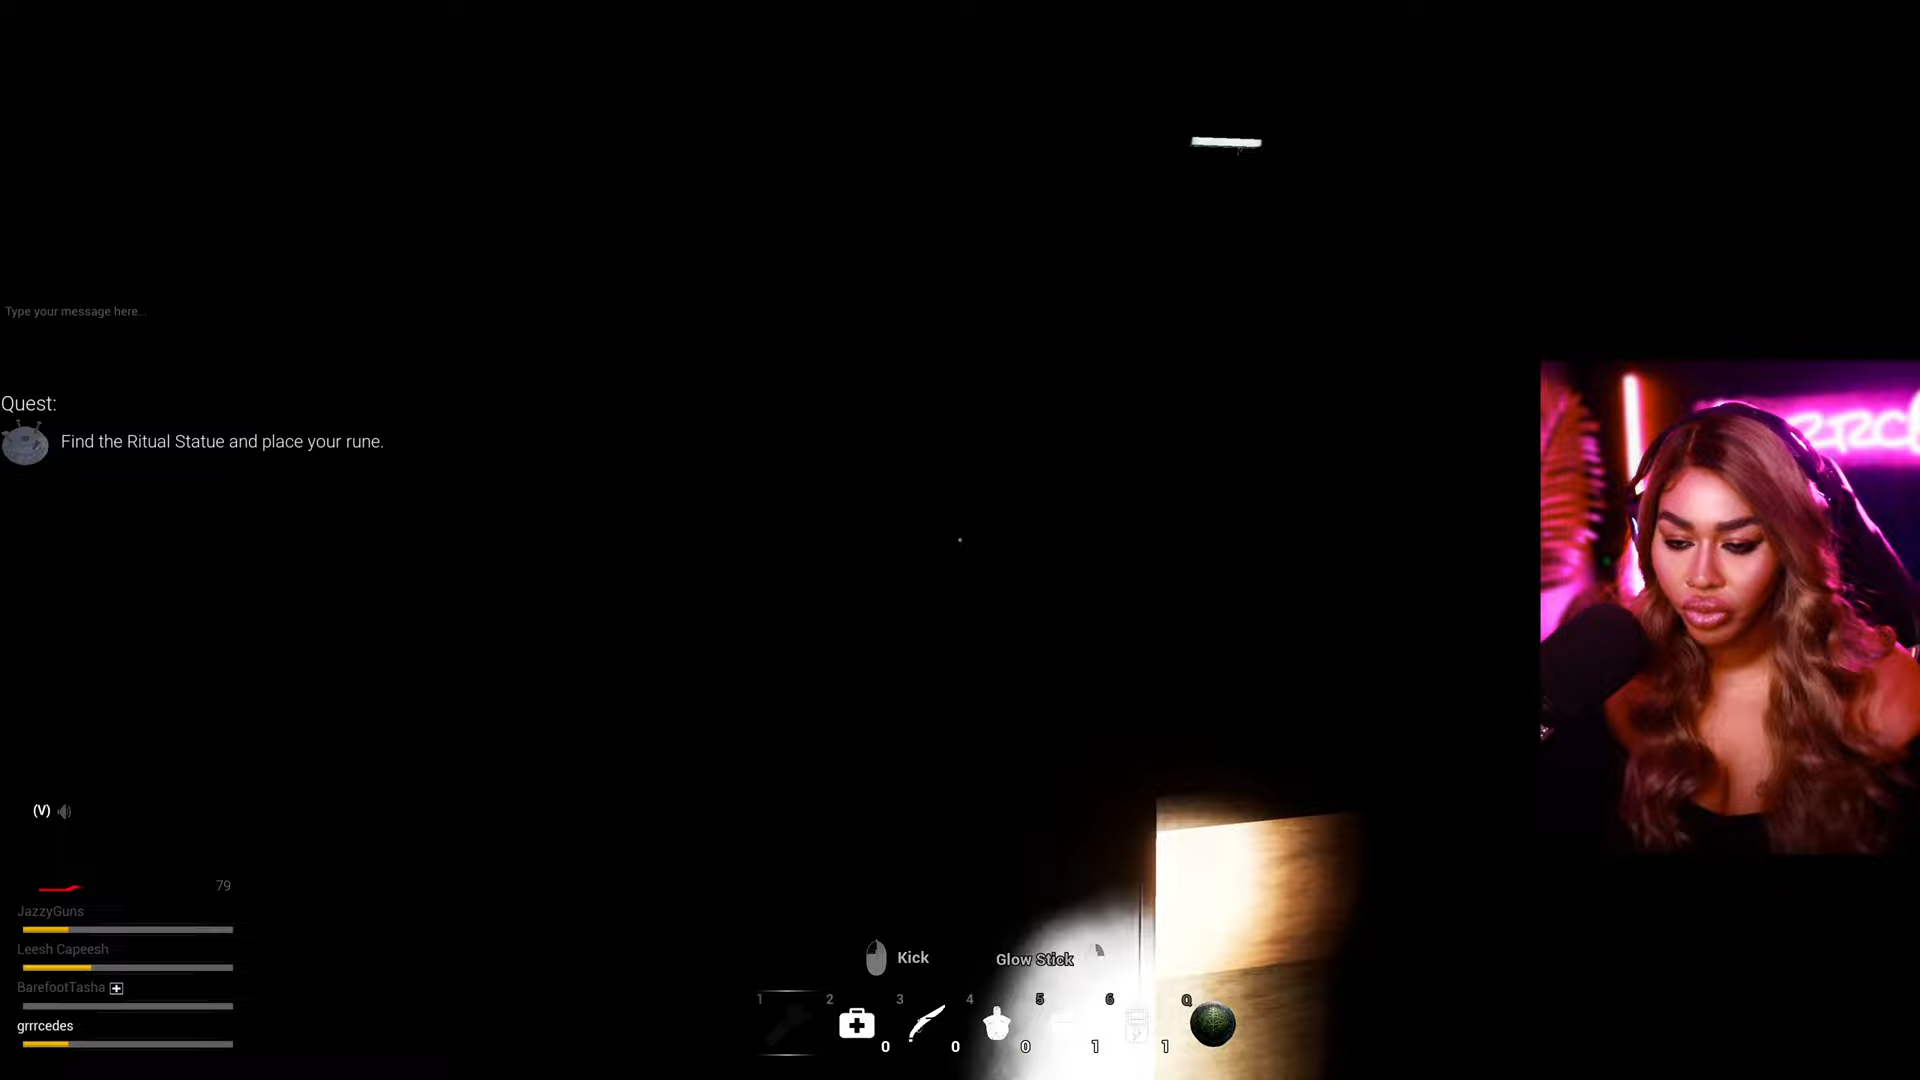 Type your message here...
Quest:
Find the Ritual Statue and place your rune.
(V)
79
JazzyGuns
Leesh Capeesh
BarefootTasha
grrrcedes
Kick
Glow Stick
1 2 3 4 5 6 Q
0 0 0 1 1